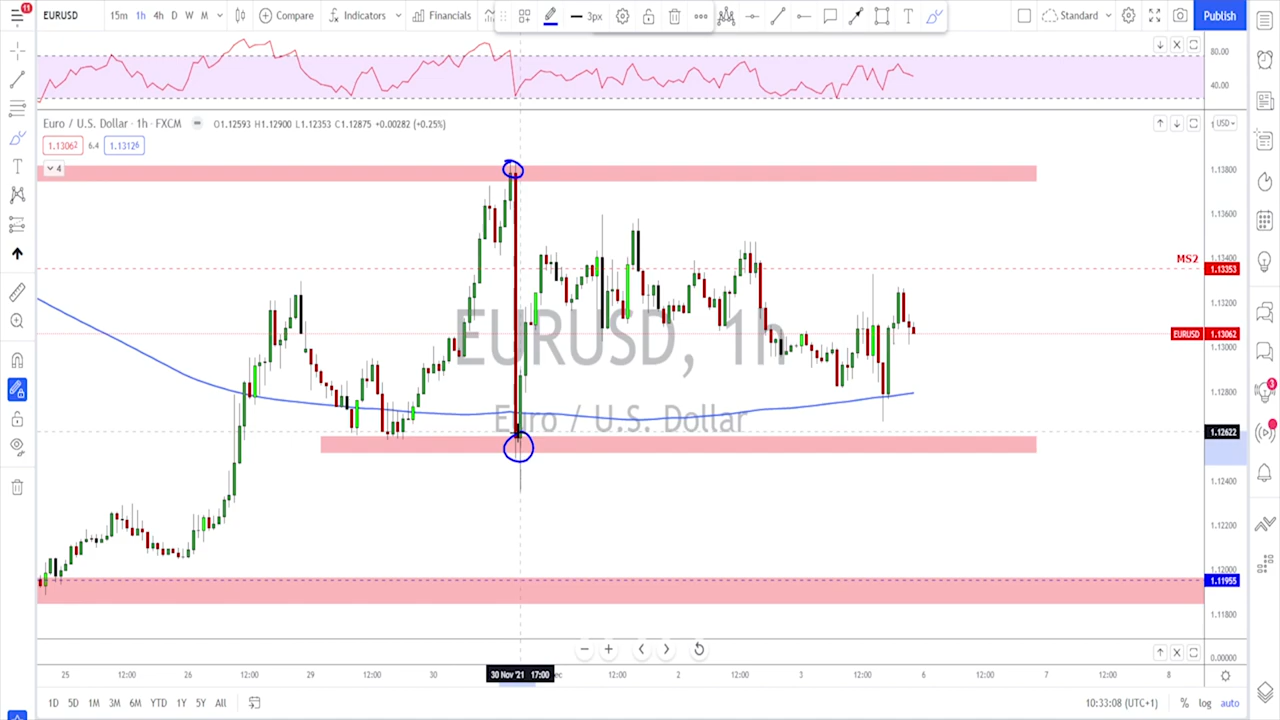 EURUSD 15m 1h 4h D W M Compare Indicators Financials 3px Standard Publish
80.00
40.00
Euro / U.S. Dollar · 1h · FXCM O1.12593 H1.12900 L1.12353 C1.12875 +0.00282 (+0.25%) USD
1.13062 6.4 1.13126
4 1.13800
1.13600
1.13400
MS2 1.13353
1.13200
EURUSD 1.13062
EURUSD, 1h
1.13000
1.12800
Euro / U.S. Dollar
1.12622
1.12400
1.12200
1.12000
1.11955
1.11800
0.00000
25 12:00 26 12:00 29 12:00 30 30 Nov '21 17:00 12:00 2 12:00 3 12:00 6 12:00 7 12:00 8
1D 5D 1M 3M 6M YTD 1Y 5Y All 10:33:08 (UTC+1) % log auto
3